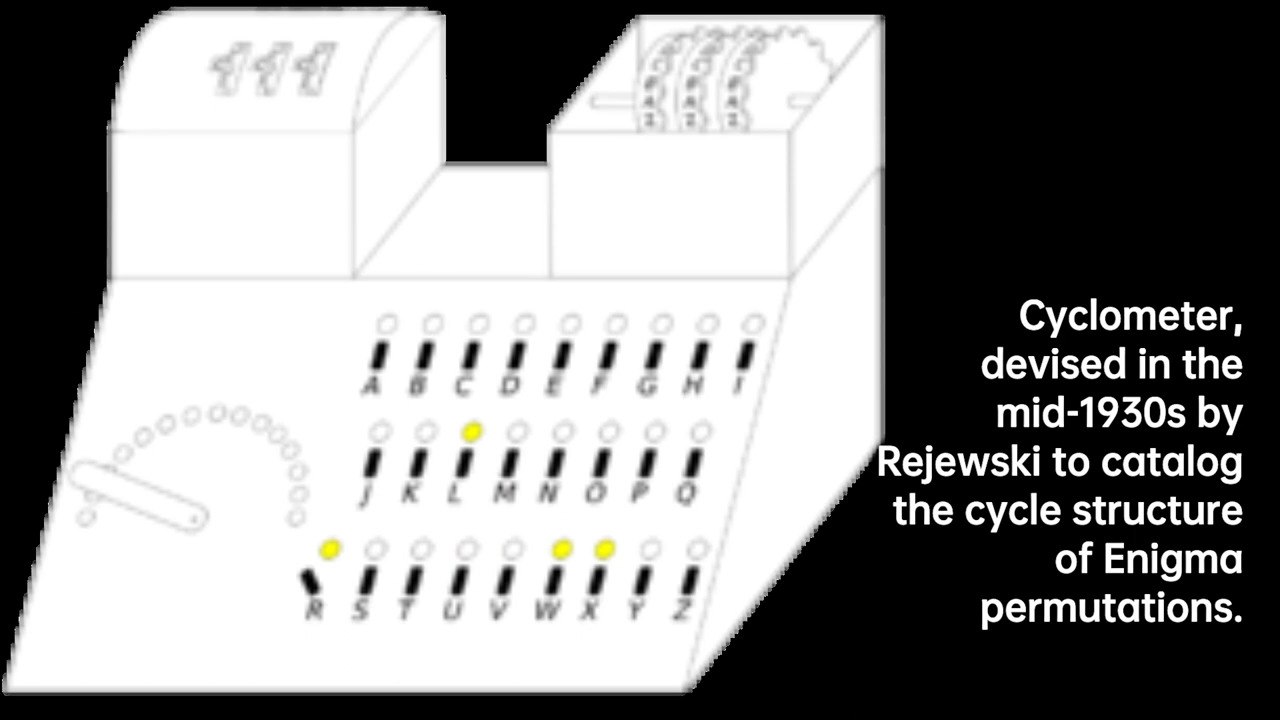 A B C D E F G H I
J K L M N O P Q
R S T U V W X Y Z
Cyclometer,
devised in the
mid-1930s by
Rejewski to catalog
the cycle structure
of Enigma
permutations.